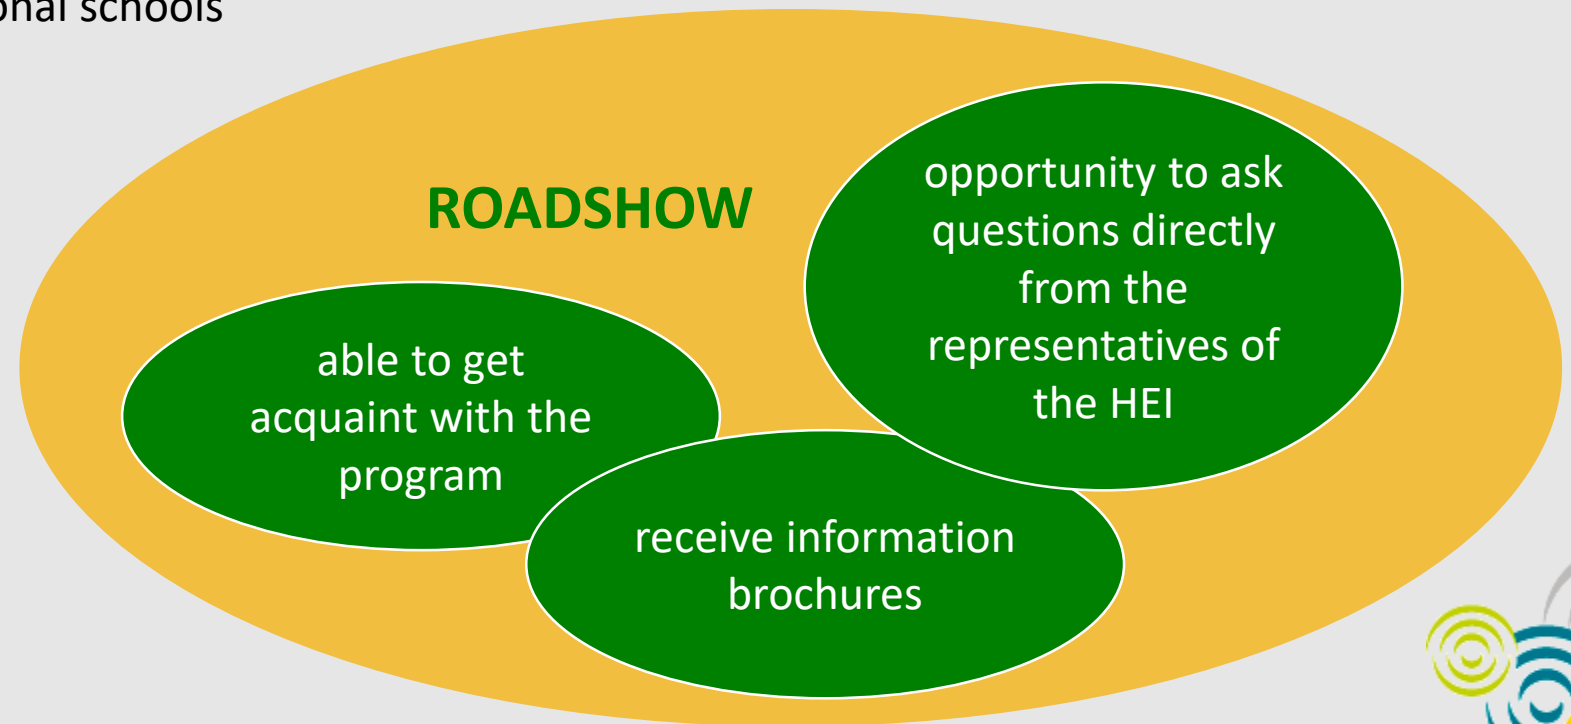 schools
ROADSHOW
opportunity to ask
questions directly
from the
representatives of
the HEI
able to get
acquaint with the
program
receive information
brochures